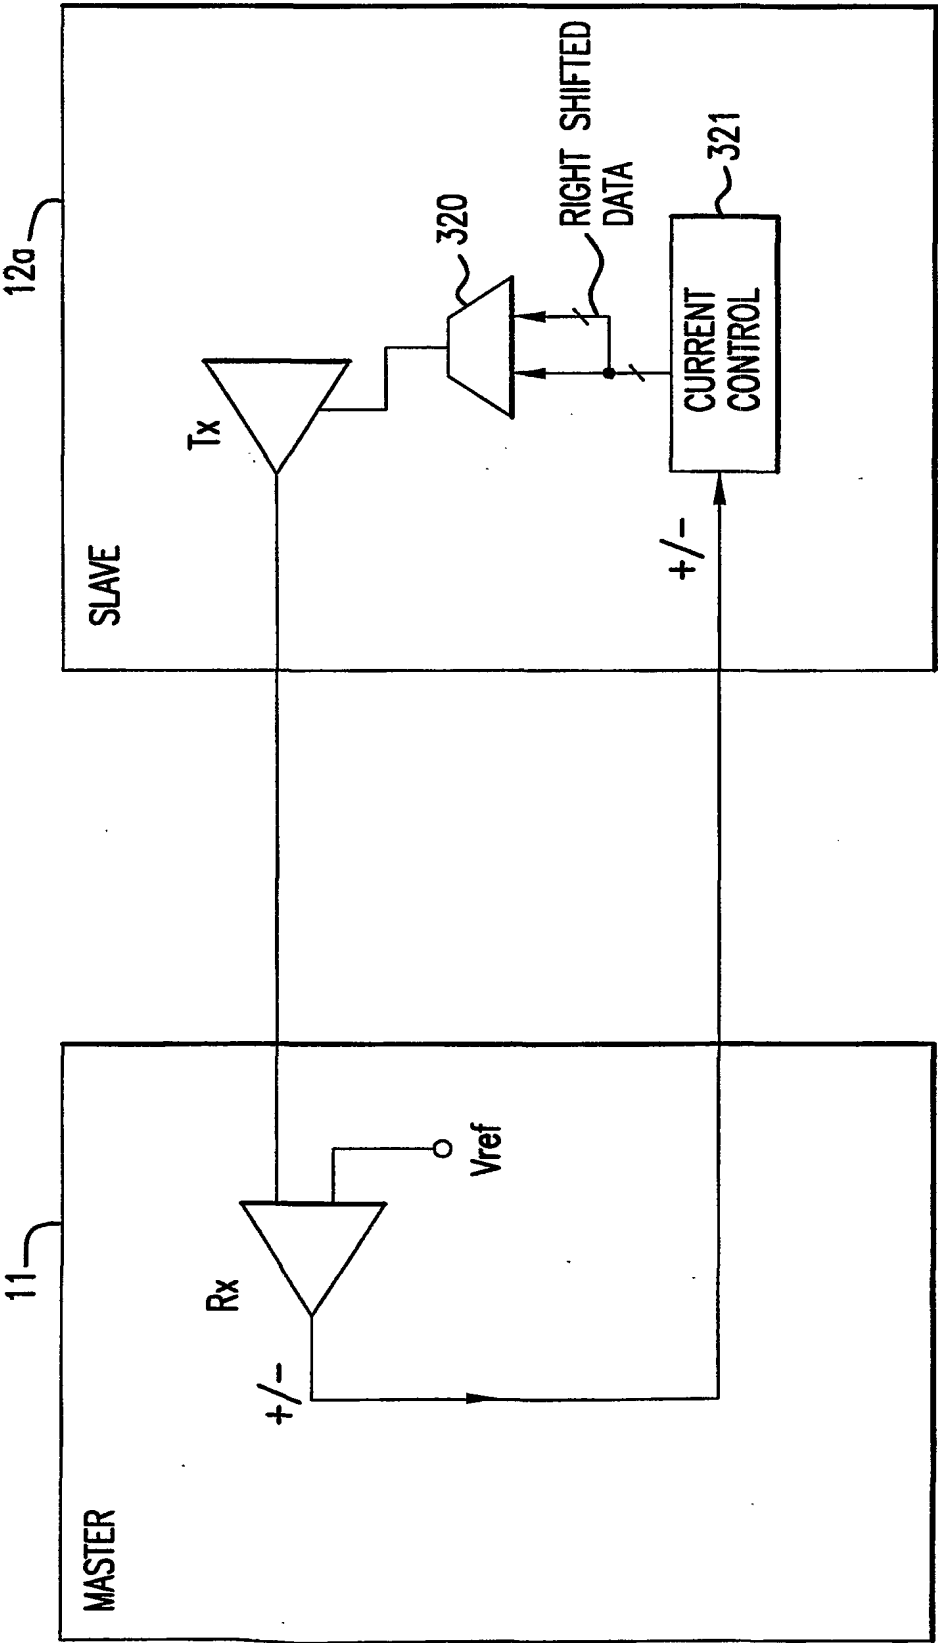 11
MASTER
Rx
+/-
Vref
12a
SLAVE
Tx
320
RIGHT SHIFTED
DATA
+/-
CURRENT
CONTROL
321